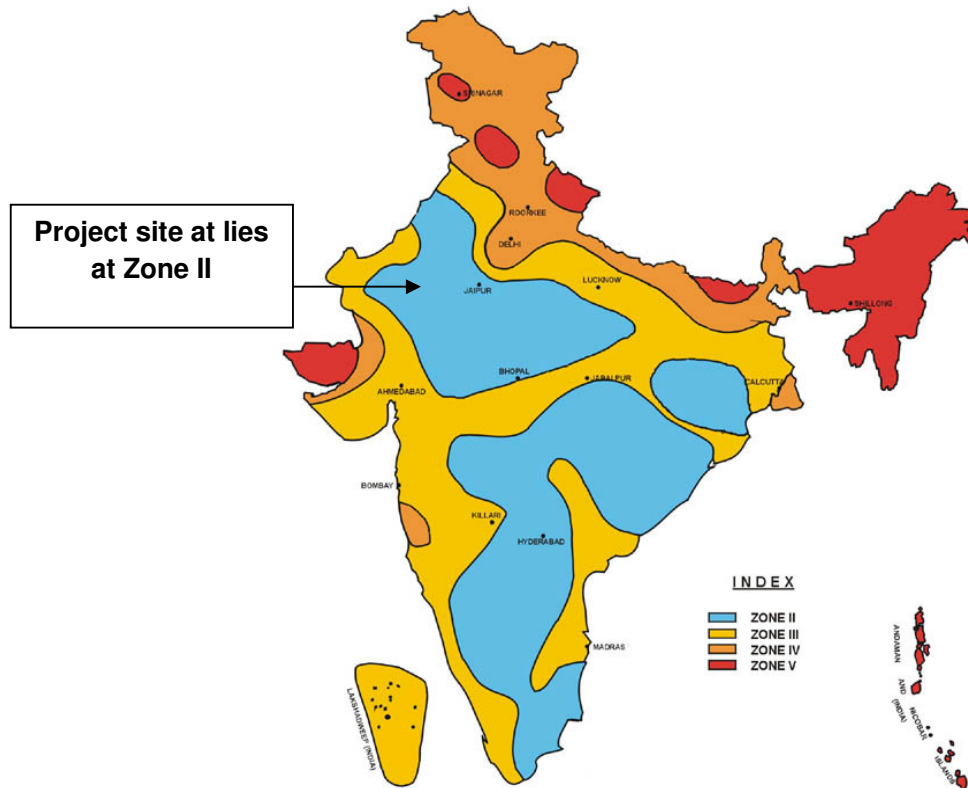 SRINAGAR
ROORKEE
DELHI
Project site at lies
at Zone II
JAIPUR
LUCKNOW
SHILLONG
BHOPAL
JABALPUR
AHMEDABAD
CALCUTTA
BOMBAY
KILLARI
HYDERABAD
MADRAS
INDEX
ZONE II
ZONE III
ZONE IV
ZONE V
LAKSHADWEEP (INDIA)
ANDAMAN
AND
NICOBAR
ISLANDS
(INDIA)